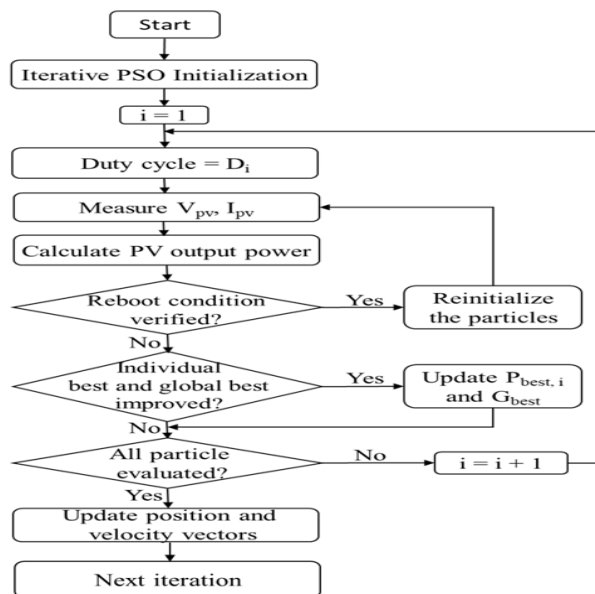 Start
Iterative PSO Initialization
i = 1
Duty cycle = Di
Measure Vpv, Ipv
Calculate PV output power
Reboot condition
verified?
Yes
Reinitialize
the particles
No
Individual
best and global best
improved?
Yes
Update Pbest, i
and Gbest
No
All particle
evaluated?
No
i = i + 1
Yes
Update position and
velocity vectors
Next iteration